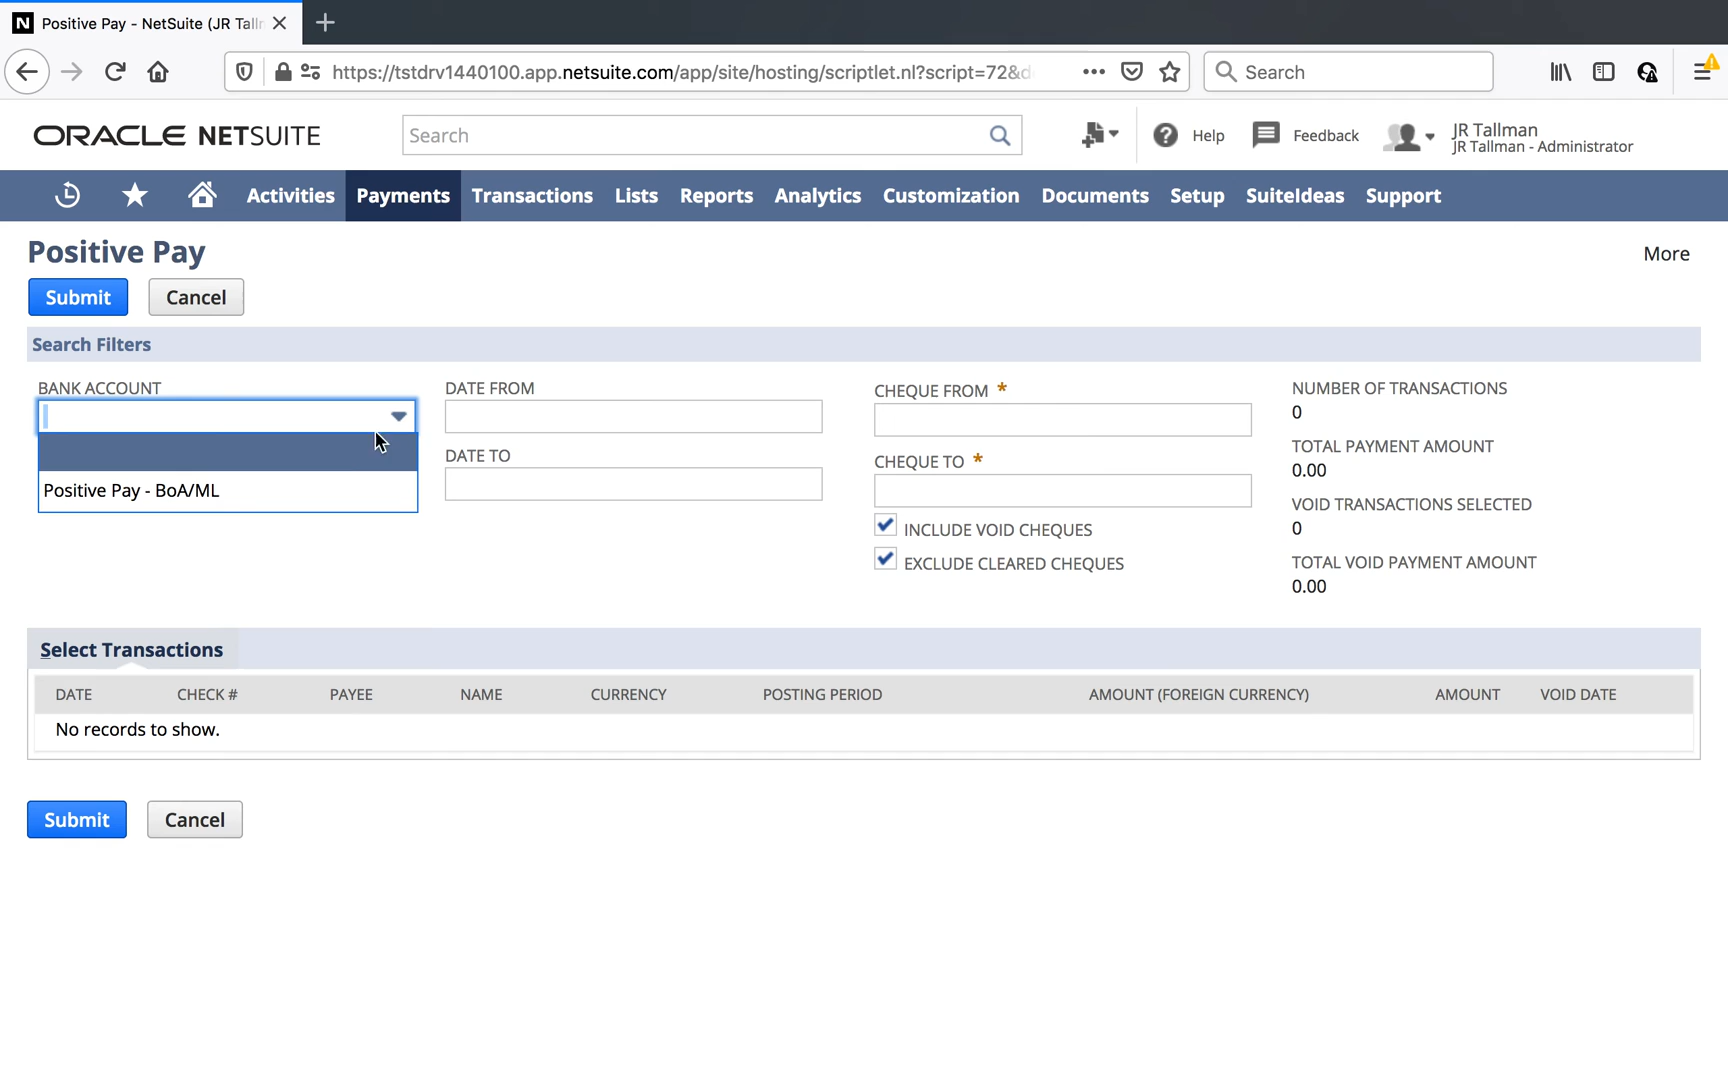 N Positive Pay - NetSuite (JR Tallr
https://tstdrv1440100.app.netsuite.com/app/site/hosting/scriptlet.nl?script=72&d
Search
ORACLE NETSUITE
Search
Help
Feedback
JR Tallman
JR Tallman - Administrator
Activities Payments Transactions Lists Reports Analytics Customization Documents Setup SuiteIdeas Support
Positive Pay
More
Submit Cancel
Search Filters
BANK ACCOUNT
Positive Pay - BoA/ML
DATE FROM
DATE TO
CHEQUE FROM *
CHEQUE TO *
INCLUDE VOID CHEQUES
EXCLUDE CLEARED CHEQUES
NUMBER OF TRANSACTIONS
0
TOTAL PAYMENT AMOUNT
0.00
VOID TRANSACTIONS SELECTED
0
TOTAL VOID PAYMENT AMOUNT
0.00
Select Transactions
DATE CHECK # PAYEE NAME CURRENCY POSTING PERIOD AMOUNT (FOREIGN CURRENCY) AMOUNT VOID DATE
No records to show.
Submit Cancel